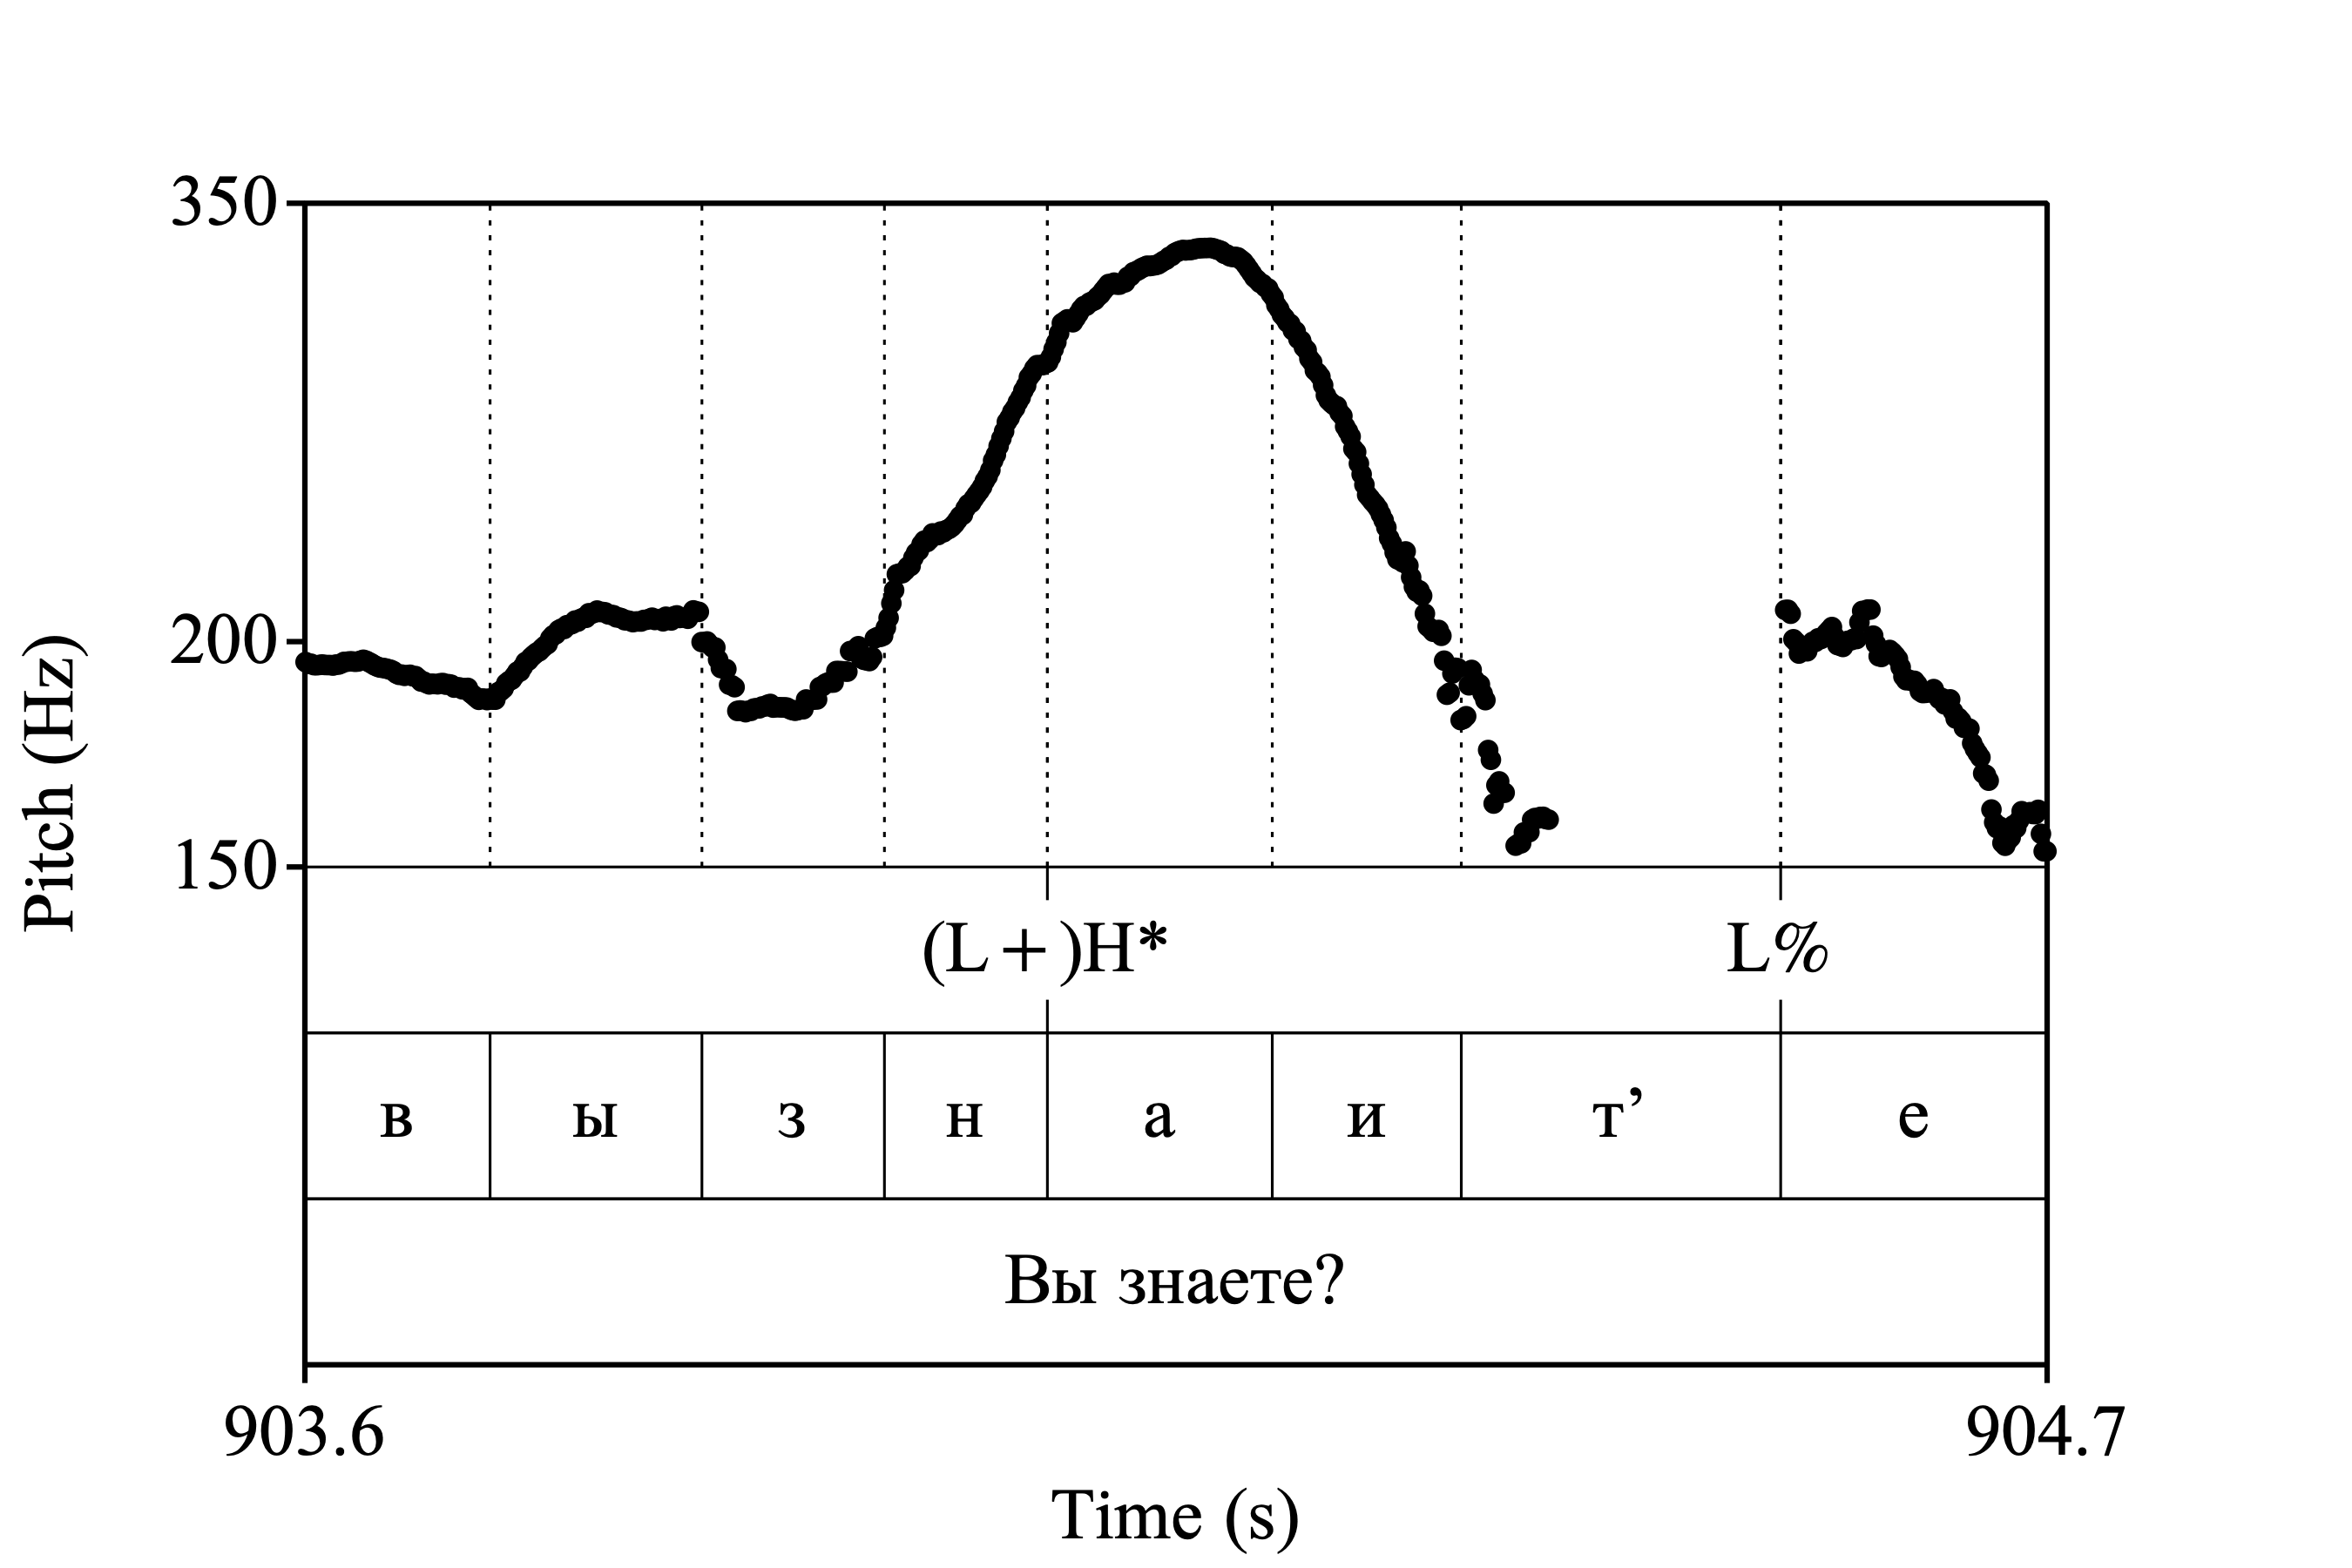 350
200
150
Pitch (Hz)
(L+)H* L%
в ы з н а и т’ е
Вы знаете?
903.6 904.7
Time (s)